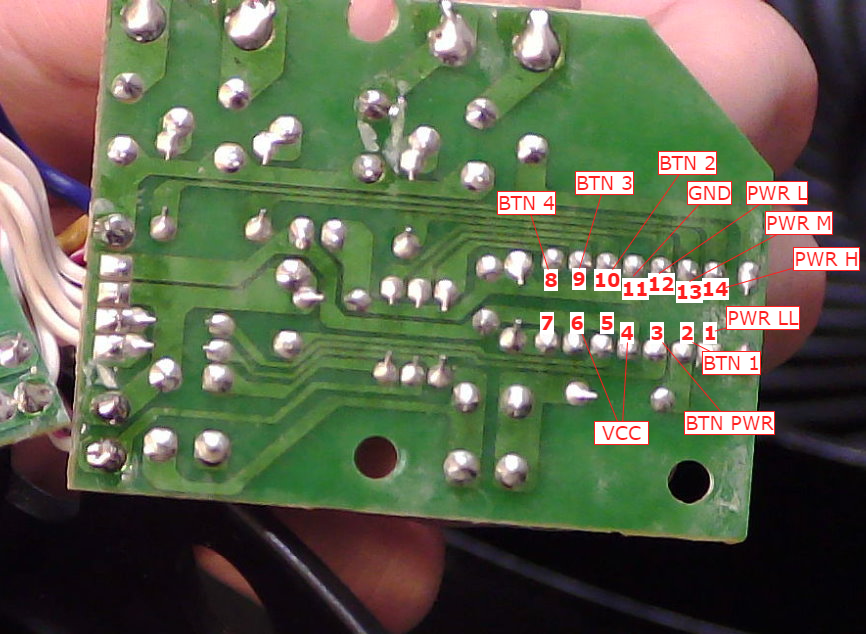 BTN 2
BTN 3
GND
PWR L
BTN 4
PWR M
PWR H
8 9 10 11 12 13 14
7 6 5 4 3 2 1
PWR LL
BTN 1
BTN PWR
VCC